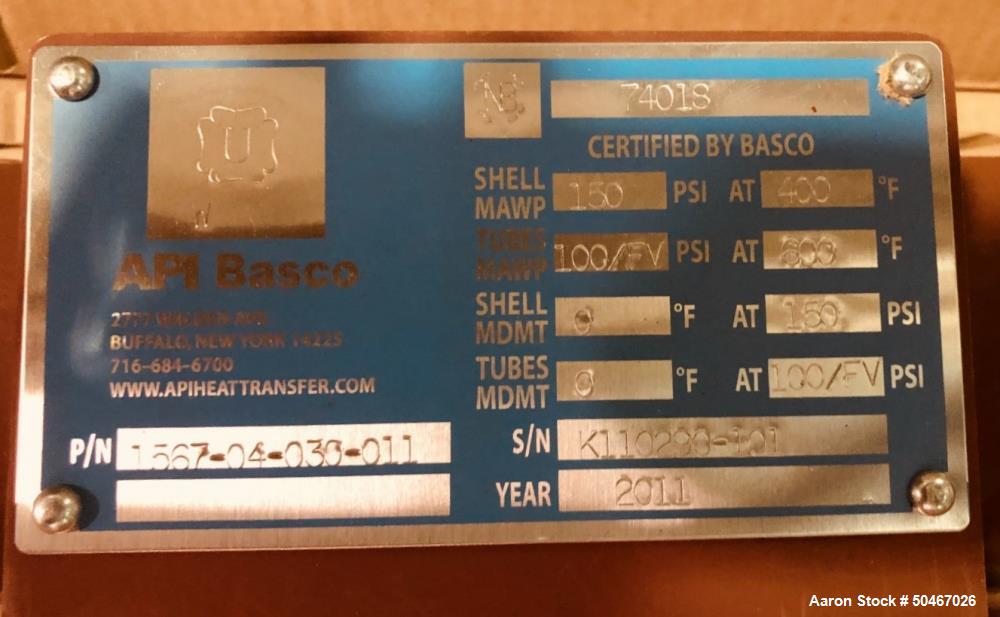 U
W
API Basco
2777 WALDEN AVE.
BUFFALO, NEW YORK 14225
716-684-6700
WWW.APIHEATTRANSFER.COM
NB 74018
CERTIFIED BY BASCO
SHELL MAWP 150 PSI AT 400 °F
TUBES MAWP 100/FV PSI AT 600 °F
SHELL MDMT 0 °F AT 150 PSI
TUBES MDMT 0 °F AT 100/FV PSI
P/N 1567-04-036-011
S/N K110290-101
YEAR 2011
Aaron Stock # 50467026